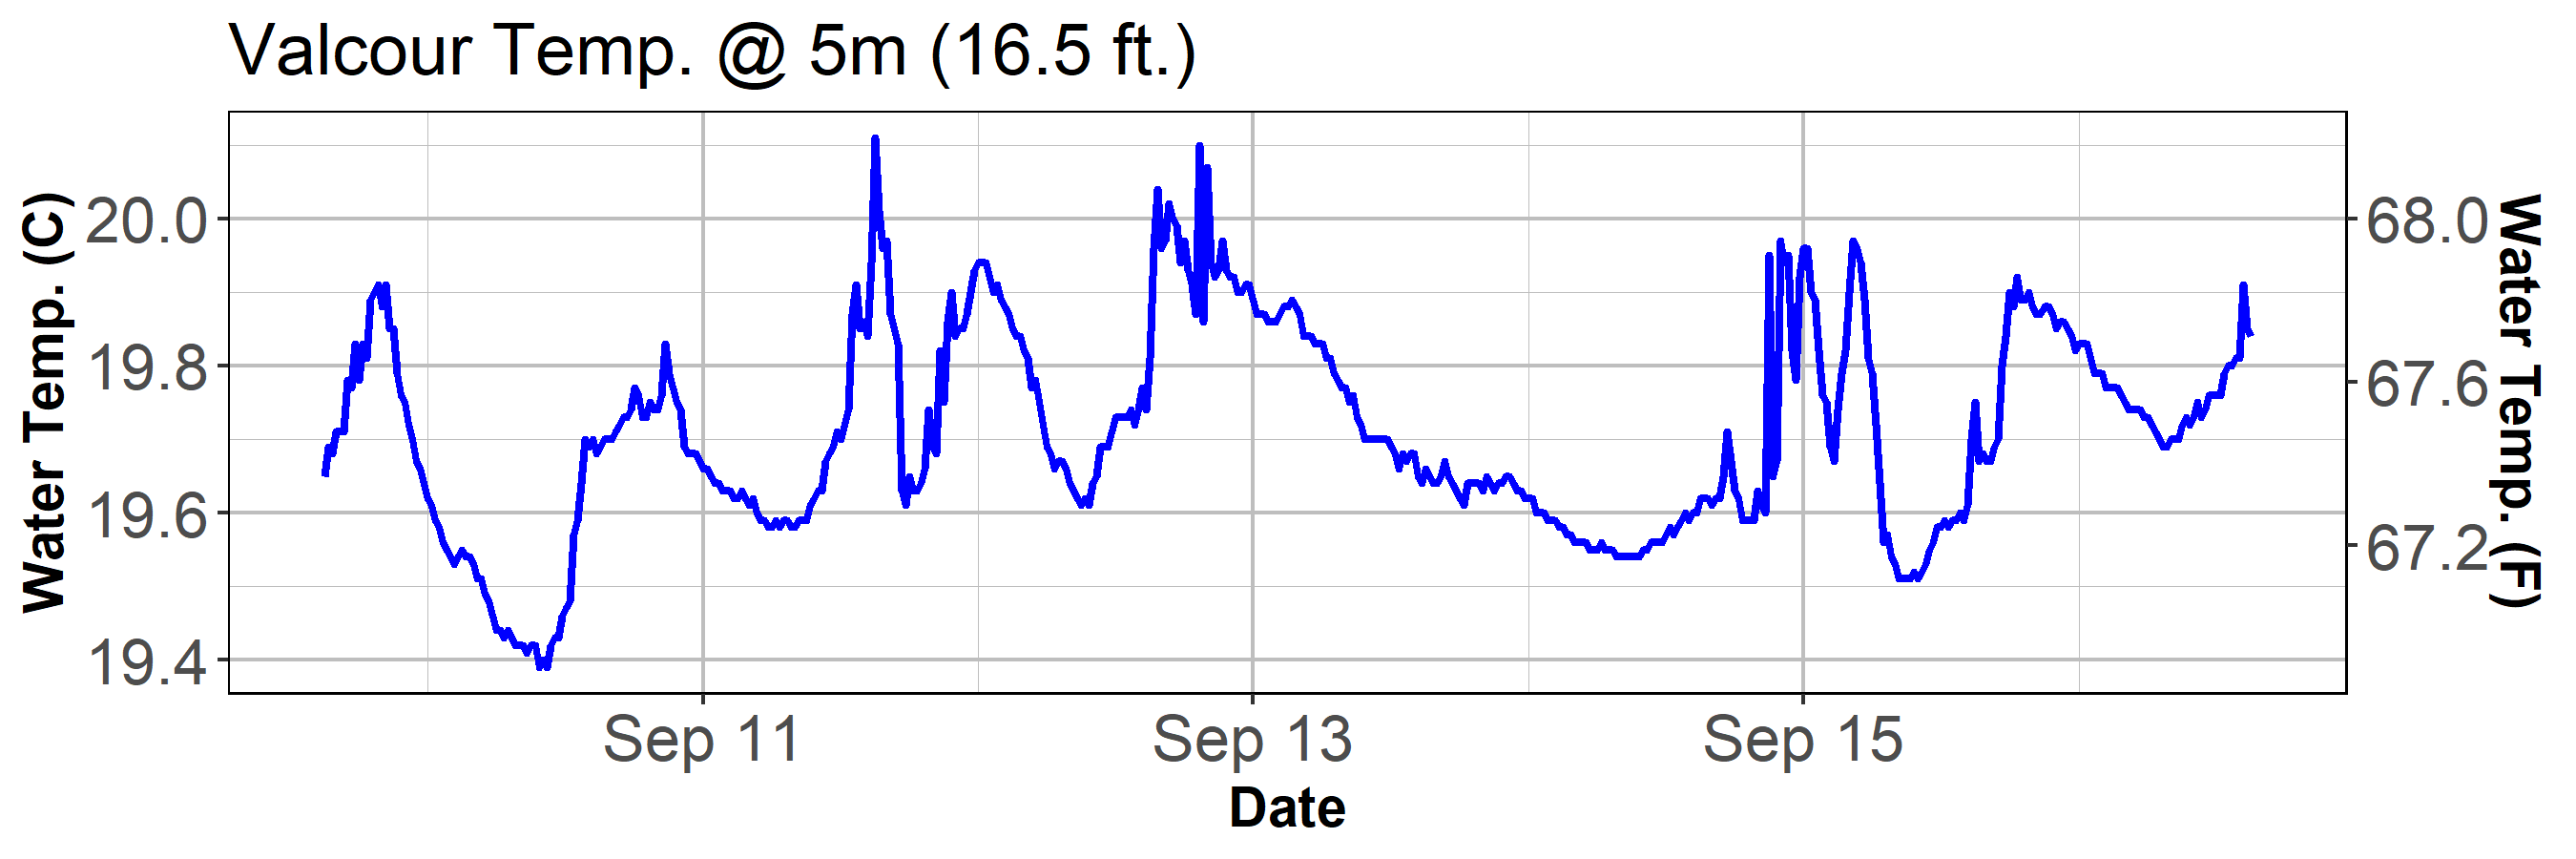 Valcour Temp. @ 5m (16.5 ft.)
Water Temp. (C)
20.0
19.8
19.6
19.4
68.0
67.6
67.2
Water Temp. (F)
Sep 11
Sep 13
Sep 15
Date